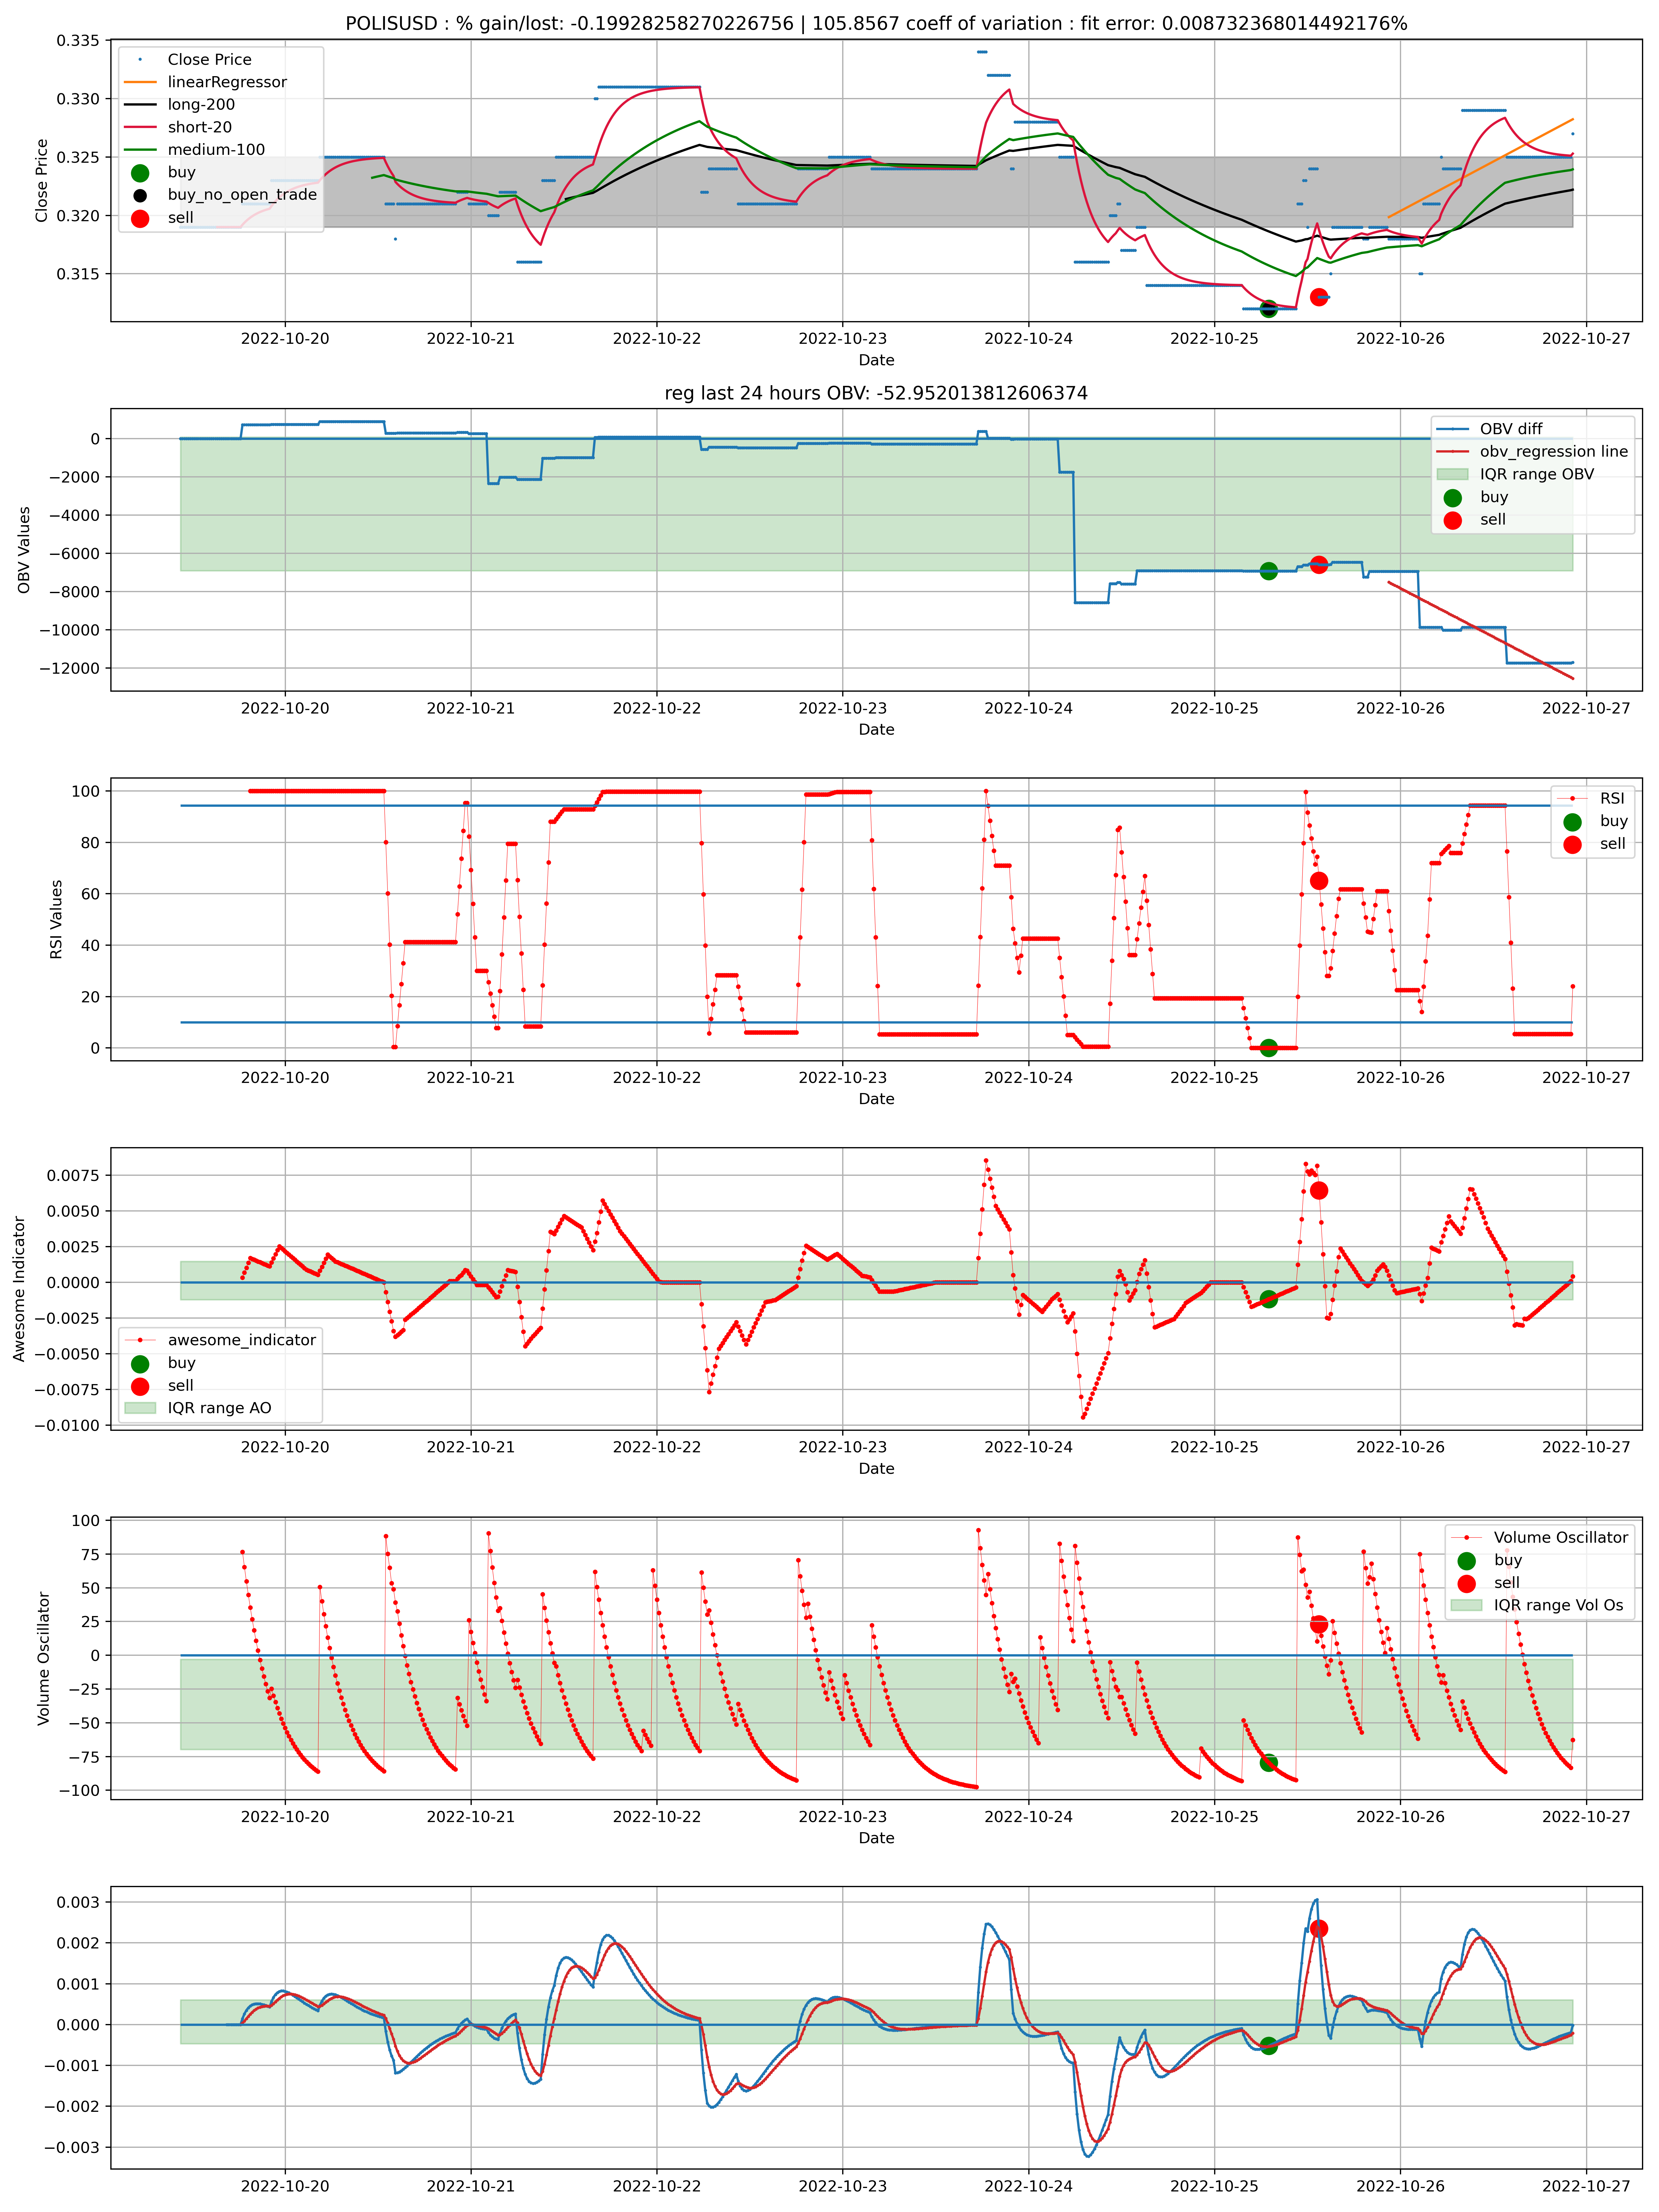 POLISUSD : % gain/lost: -0.19928258270226756 | 105.8567 coeff of variation : fit error: 0.008732368014492176%
0.335
0.330
0.325
0.320
0.315
Close Price
Close Price
linearRegressor
long-200
short-20
medium-100
buy
buy_no_open_trade
sell
2022-10-20 2022-10-21 2022-10-22 2022-10-23 2022-10-24 2022-10-25 2022-10-26 2022-10-27
Date
reg last 24 hours OBV: -52.952013812606374
0
−2000
−4000
−6000
−8000
−10000
−12000
OBV Values
OBV diff
obv_regression line
IQR range OBV
buy
sell
2022-10-20 2022-10-21 2022-10-22 2022-10-23 2022-10-24 2022-10-25 2022-10-26 2022-10-27
Date
100
80
60
40
20
0
RSI Values
RSI
buy
sell
2022-10-20 2022-10-21 2022-10-22 2022-10-23 2022-10-24 2022-10-25 2022-10-26 2022-10-27
Date
0.0075
0.0050
0.0025
0.0000
−0.0025
−0.0050
−0.0075
−0.0100
Awesome Indicator
awesome_indicator
buy
sell
IQR range AO
2022-10-20 2022-10-21 2022-10-22 2022-10-23 2022-10-24 2022-10-25 2022-10-26 2022-10-27
Date
100
75
50
25
0
−25
−50
−75
−100
Volume Oscillator
Volume Oscillator
buy
sell
IQR range Vol Os
2022-10-20 2022-10-21 2022-10-22 2022-10-23 2022-10-24 2022-10-25 2022-10-26 2022-10-27
Date
0.003
0.002
0.001
0.000
−0.001
−0.002
−0.003
2022-10-20 2022-10-21 2022-10-22 2022-10-23 2022-10-24 2022-10-25 2022-10-26 2022-10-27